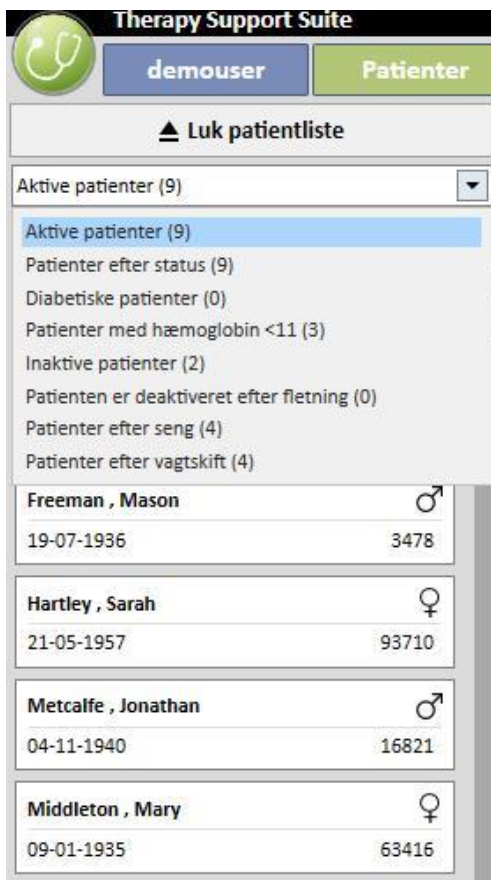 Therapy Support Suite
demouser
Patienter
Luk patientliste
Aktive patienter (9)
Aktive patienter (9)
Patienter efter status (9)
Diabetiske patienter (0)
Patienter med hæmoglobin <11 (3)
Inaktive patienter (2)
Patienten er deaktiveret efter fletning (0)
Patienter efter seng (4)
Patienter efter vagtskift (4)
Freeman , Mason
19-07-1936 3478
Hartley , Sarah
21-05-1957 93710
Metcalfe , Jonathan
04-11-1940 16821
Middleton , Mary
09-01-1935 63416